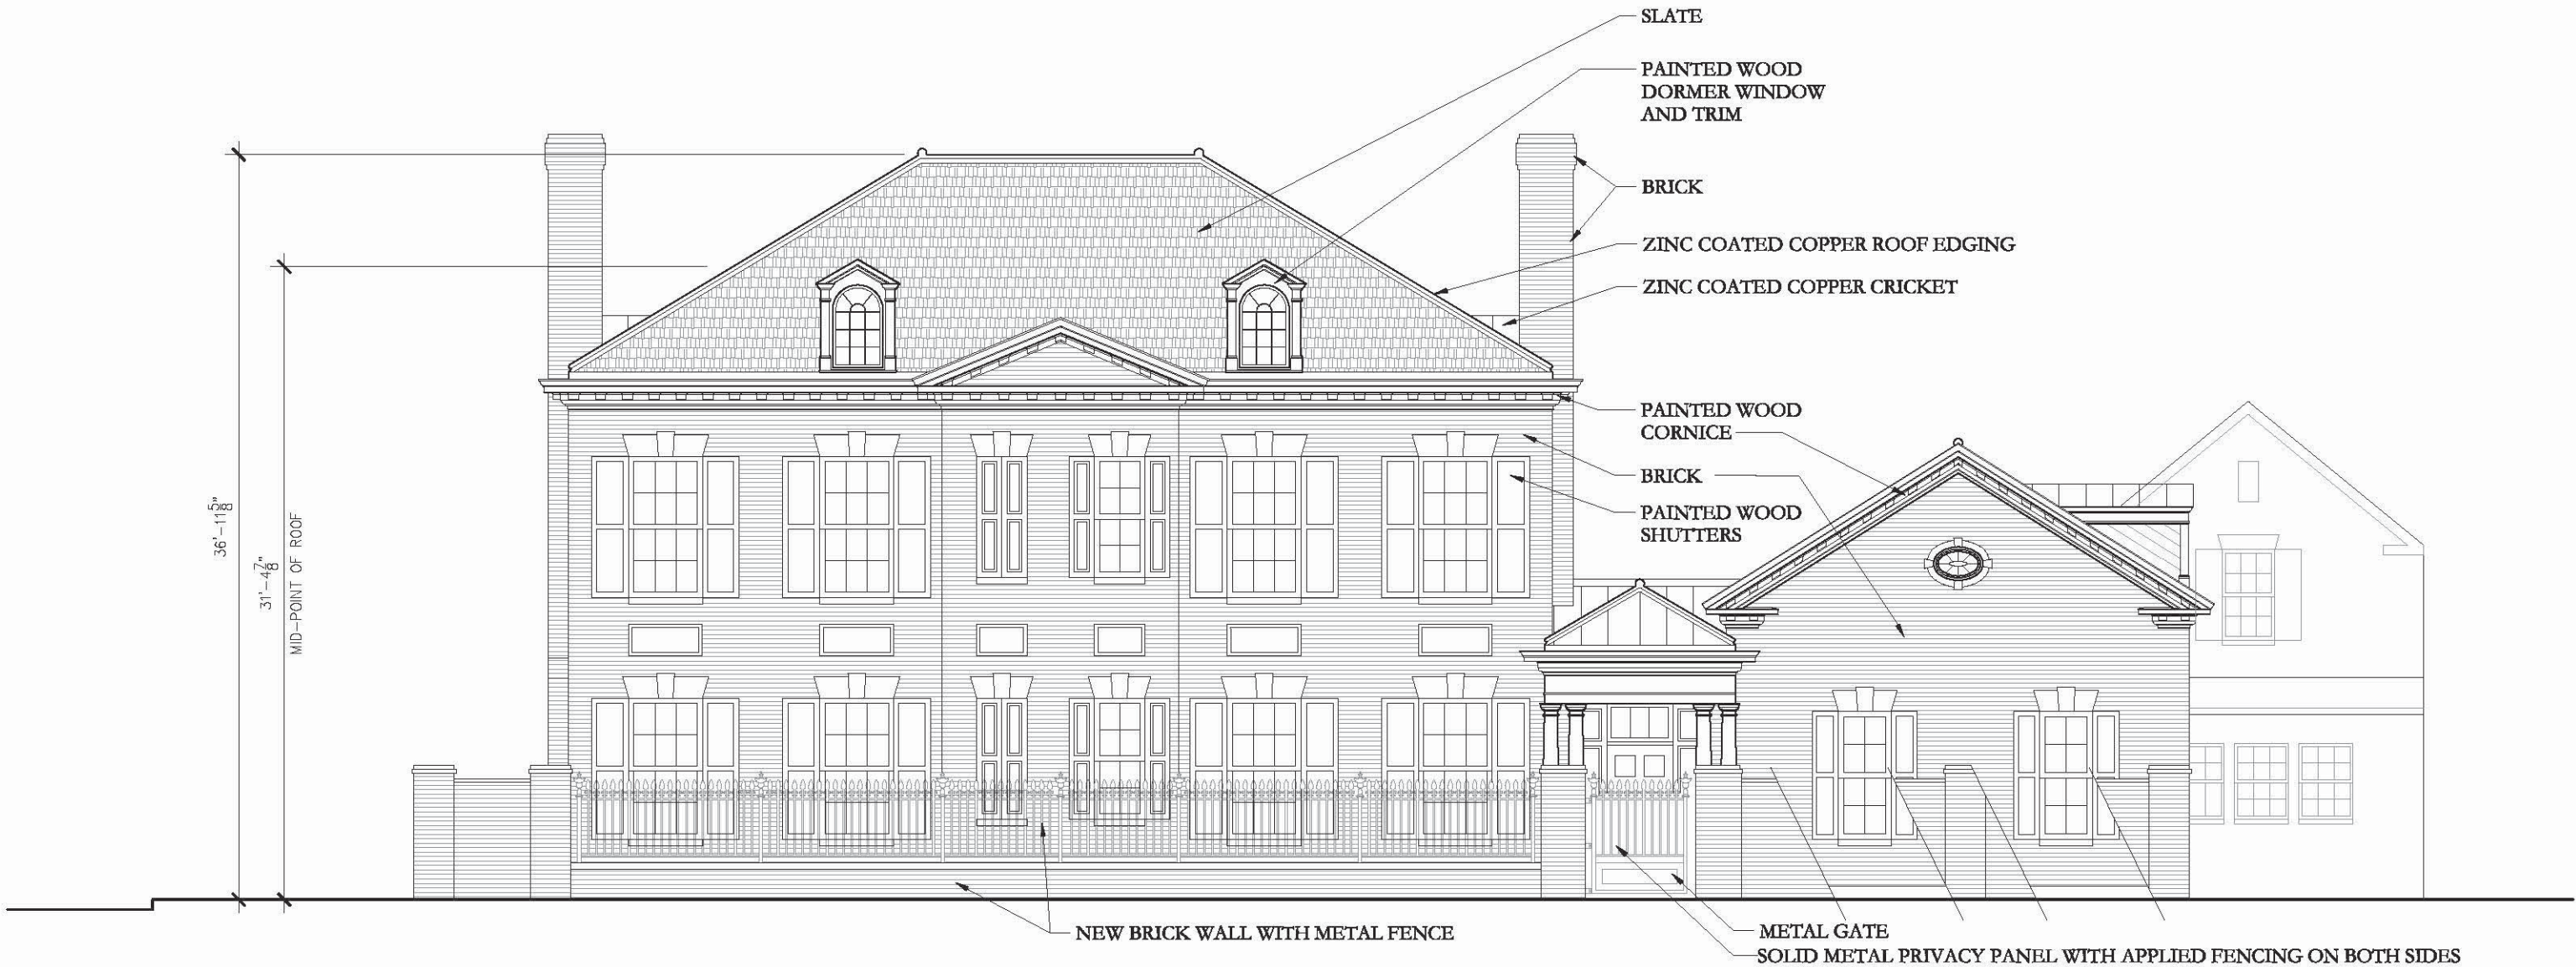 SLATE
PAINTED WOOD
DORMER WINDOW
AND TRIM
BRICK
ZINC COATED COPPER ROOF EDGING
ZINC COATED COPPER CRICKET
PAINTED WOOD
CORNICE
BRICK
PAINTED WOOD
SHUTTERS
36'-11 5/8"
31'-4 7/8"
MID-POINT OF ROOF
NEW BRICK WALL WITH METAL FENCE
METAL GATE
SOLID METAL PRIVACY PANEL WITH APPLIED FENCING ON BOTH SIDES